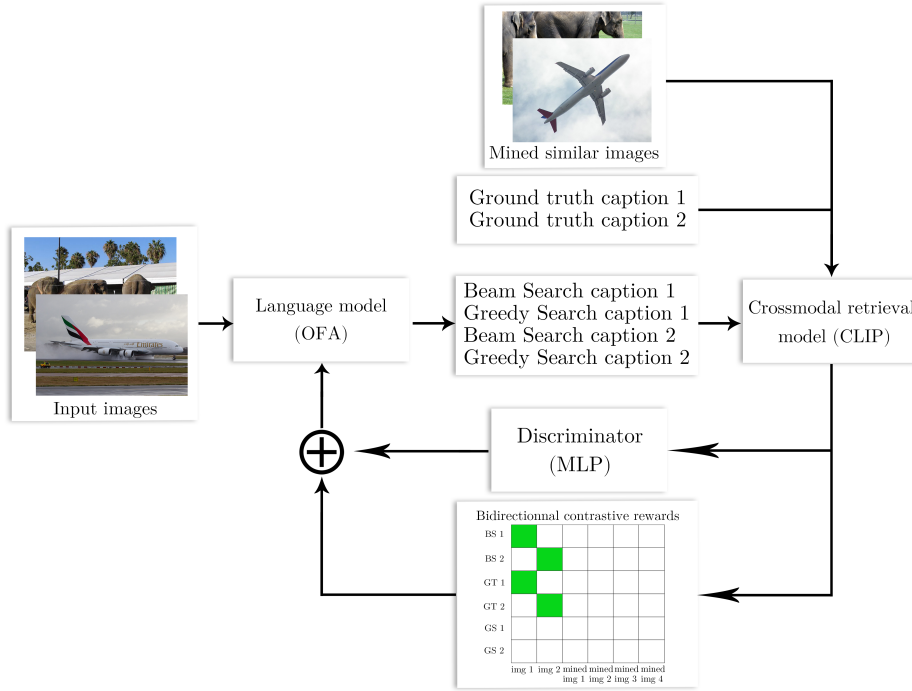 Mined similar images
Ground truth caption 1
Ground truth caption 2
Input images
Emirates
Language model
(OFA)
Beam Search caption 1
Greedy Search caption 1
Beam Search caption 2
Greedy Search caption 2
Crossmodal retrieval
model (CLIP)
Discriminator
(MLP)
Bidirectionnal contrastive rewards
BS 1
BS 2
GT 1
GT 2
GS 1
GS 2
img 1 img 2 mined mined mined mined
img 1 img 2 img 3 img 4